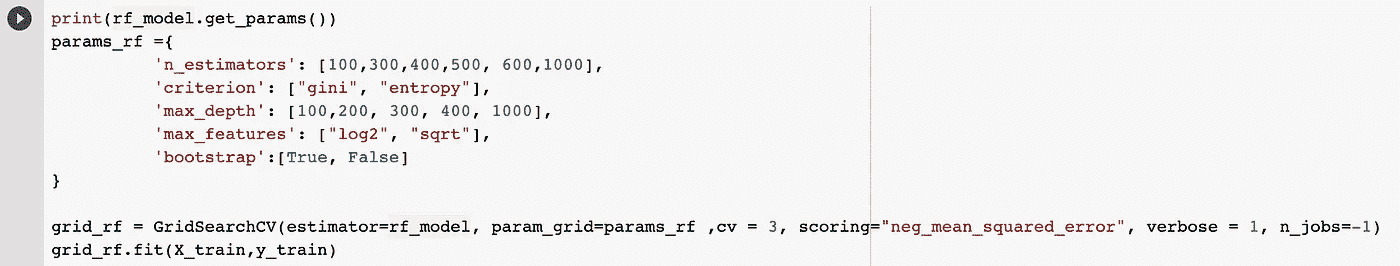 print(rf_model.get_params())
params_rf ={
'n_estimators': [100,300,400,500, 600,1000],
'criterion': ["gini", "entropy"],
'max_depth': [100,200, 300, 400, 1000],
'max_features': ["log2", "sqrt"],
'bootstrap':[True, False]
}
grid_rf = GridSearchCV(estimator=rf_model, param_grid=params_rf ,cv = 3, scoring="neg_mean_squared_error", verbose = 1, n_jobs=-1)
grid_rf.fit(X_train,y_train)